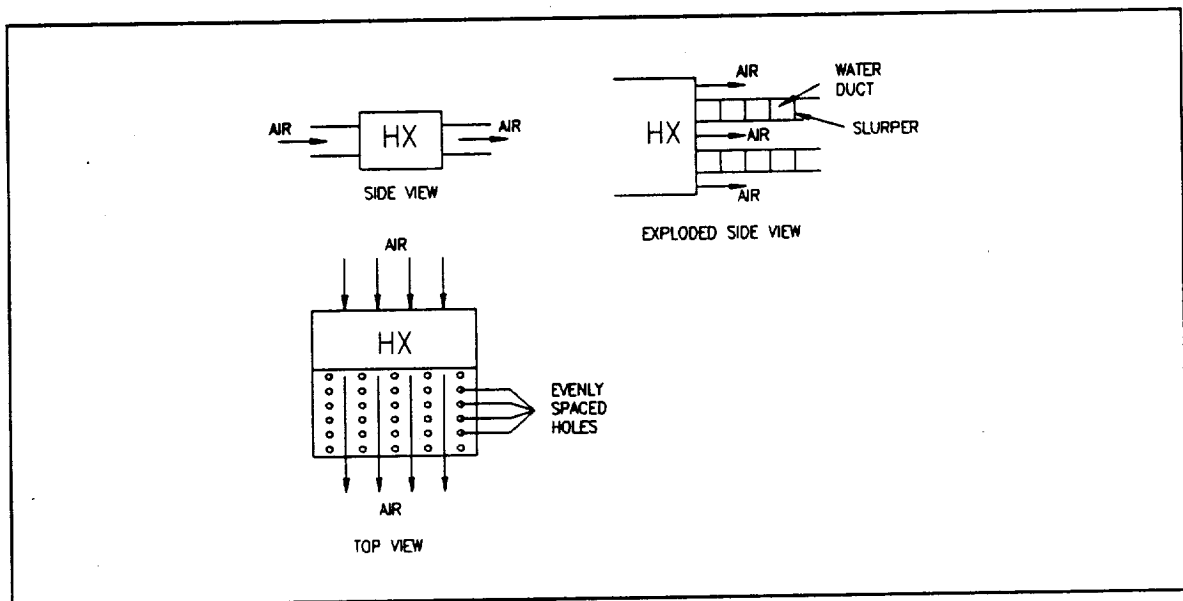 AIR
HX
AIR
SIDE VIEW
AIR
WATER
DUCT
SLURPER
HX
AIR
AIR
EXPLODED SIDE VIEW
AIR
HX
EVENLY
SPACED
HOLES
AIR
TOP VIEW